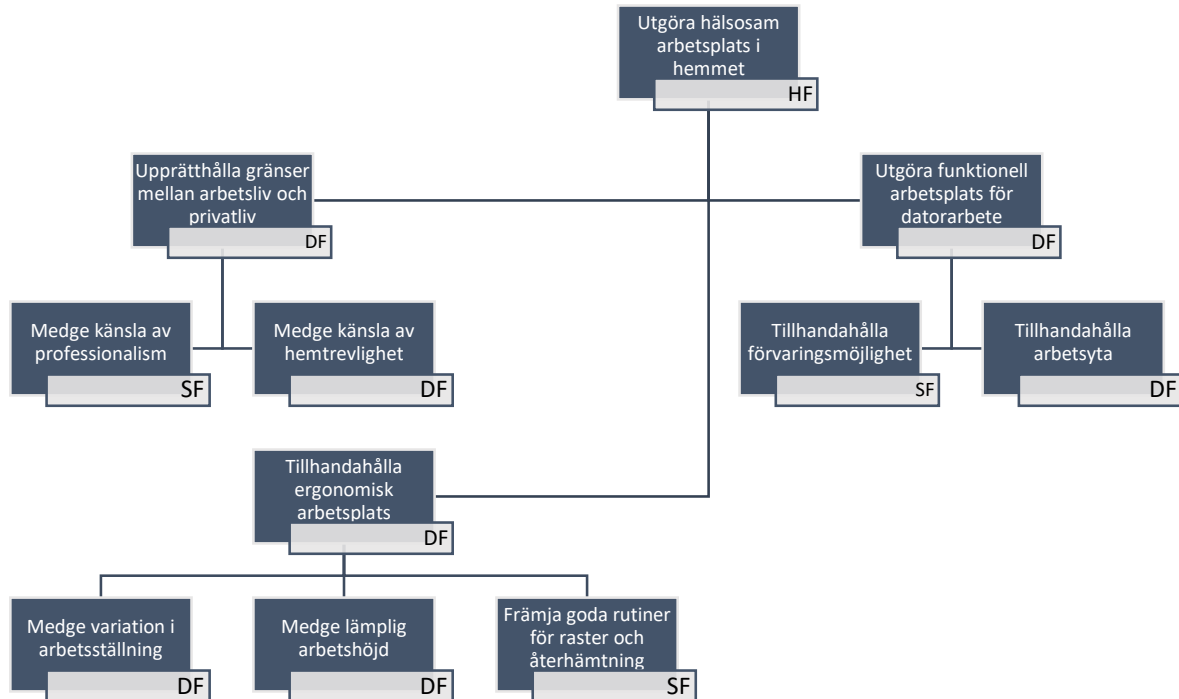 Utgöra hälsosam
arbetsplats i
hemmet
HF
Upprätthålla gränser
mellan arbetsliv och
privatliv
DF
Utgöra funktionell
arbetsplats för
datorarbete
DF
Medge känsla av
professionalism
SF
Medge känsla av
hemtrevlighet
DF
Tillhandahålla
förvaringsmöjlighet
SF
Tillhandahålla
arbetsyta
DF
Tillhandahålla
ergonomisk
arbetsplats
DF
Medge variation i
arbetsställning
DF
Medge lämplig
arbetshöjd
DF
Främja goda rutiner
för raster och
återhämtning
SF